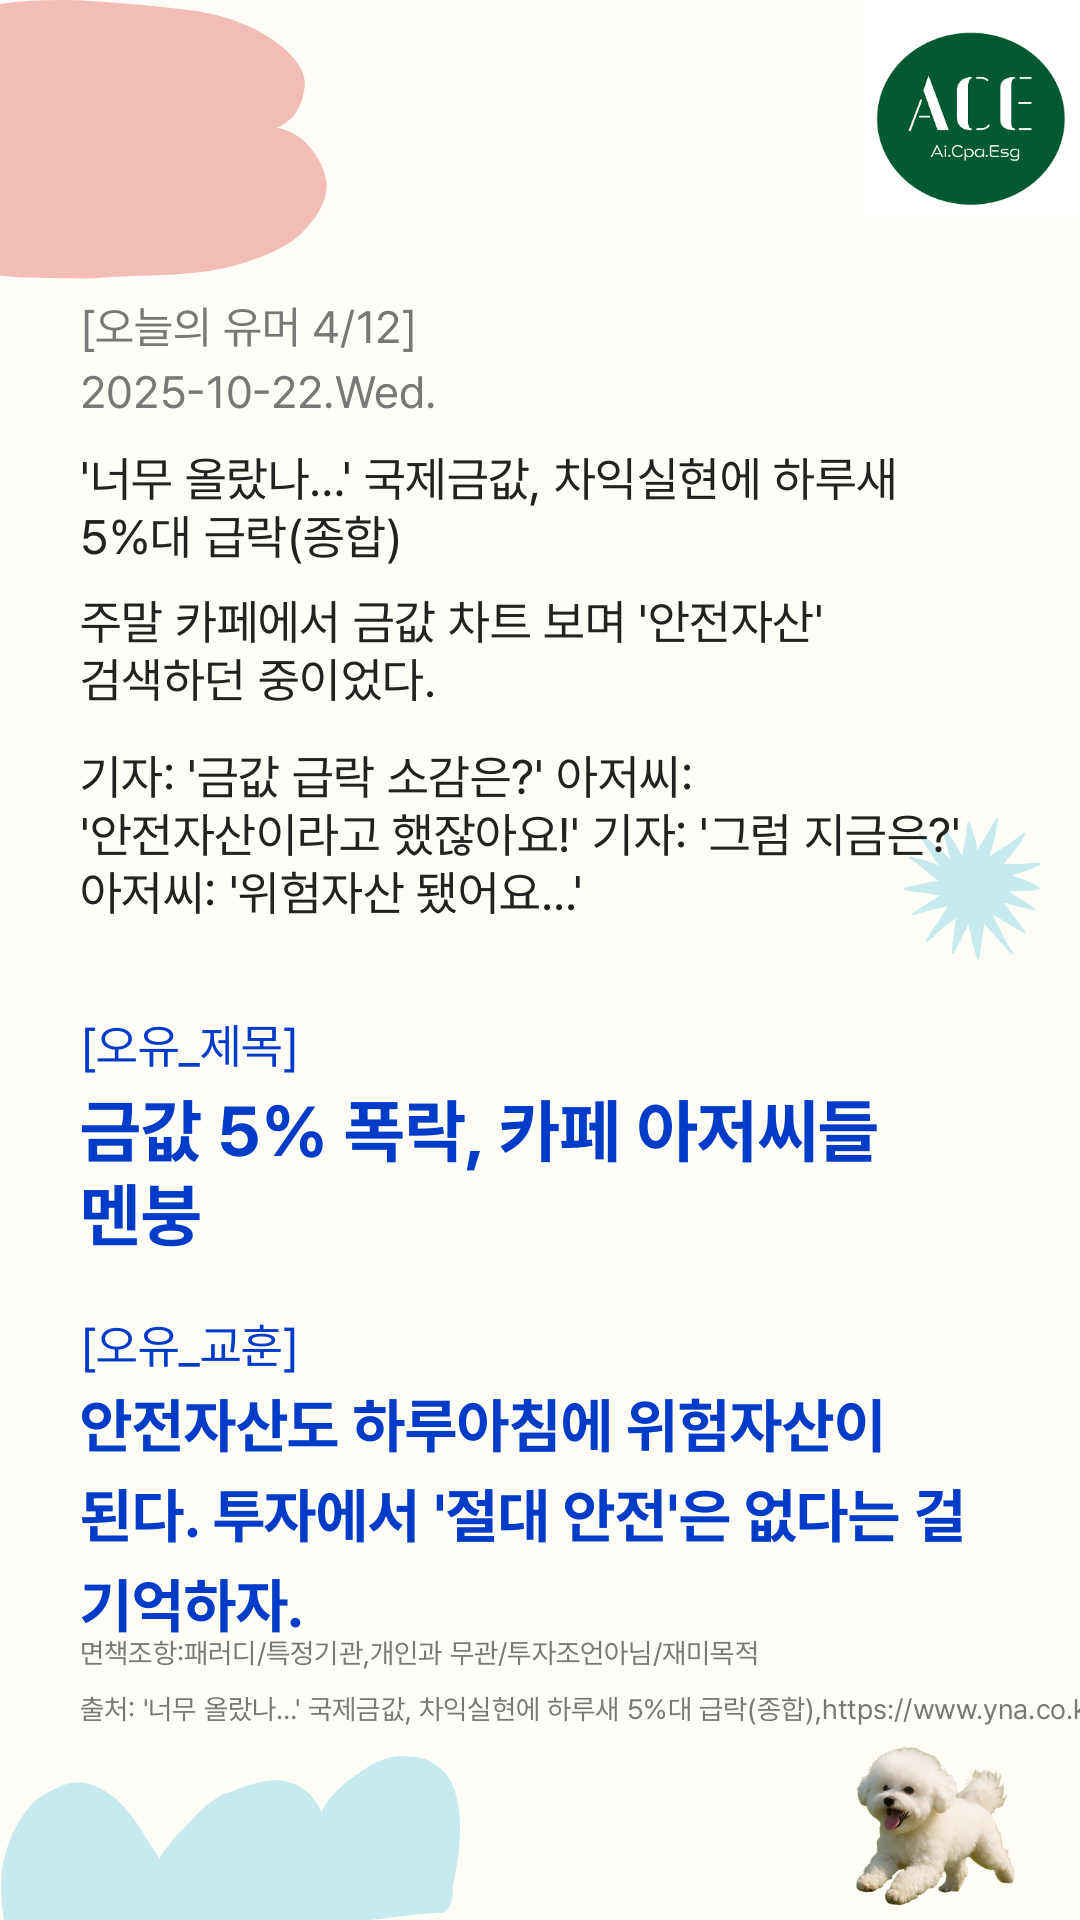 ACE
Ai.Cpa.Esg
[오늘의 유머 4/12]
2025-10-22.Wed.
'너무 올랐나...' 국제금값, 차익실현에 하루새
5%대 급락(종합)
주말 카페에서 금값 차트 보며 '안전자산'
검색하던 중이었다.
기자: '금값 급락 소감은?' 아저씨:
'안전자산이라고 했잖아요!' 기자: '그럼 지금은?'
아저씨: '위험자산 됐어요...'
[오유_제목]
금값 5% 폭락, 카페 아저씨들
멘붕
[오유_교훈]
안전자산도 하루아침에 위험자산이
된다. 투자에서 '절대 안전'은 없다는 걸
기억하자.
면책조항:패러디/특정기관,개인과 무관/투자조언아님/재미목적
출처: '너무 올랐나...' 국제금값, 차익실현에 하루새 5%대 급락(종합),https://www.yna.co.k